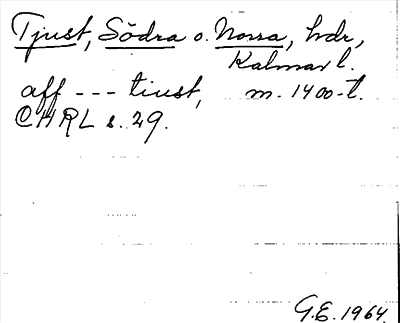 Tjust, Södra o. Norra, hdr,
Kalmar l.
aff --- tiust, m. 1400-t.
CHRL s. 29.
G.E. 1964.